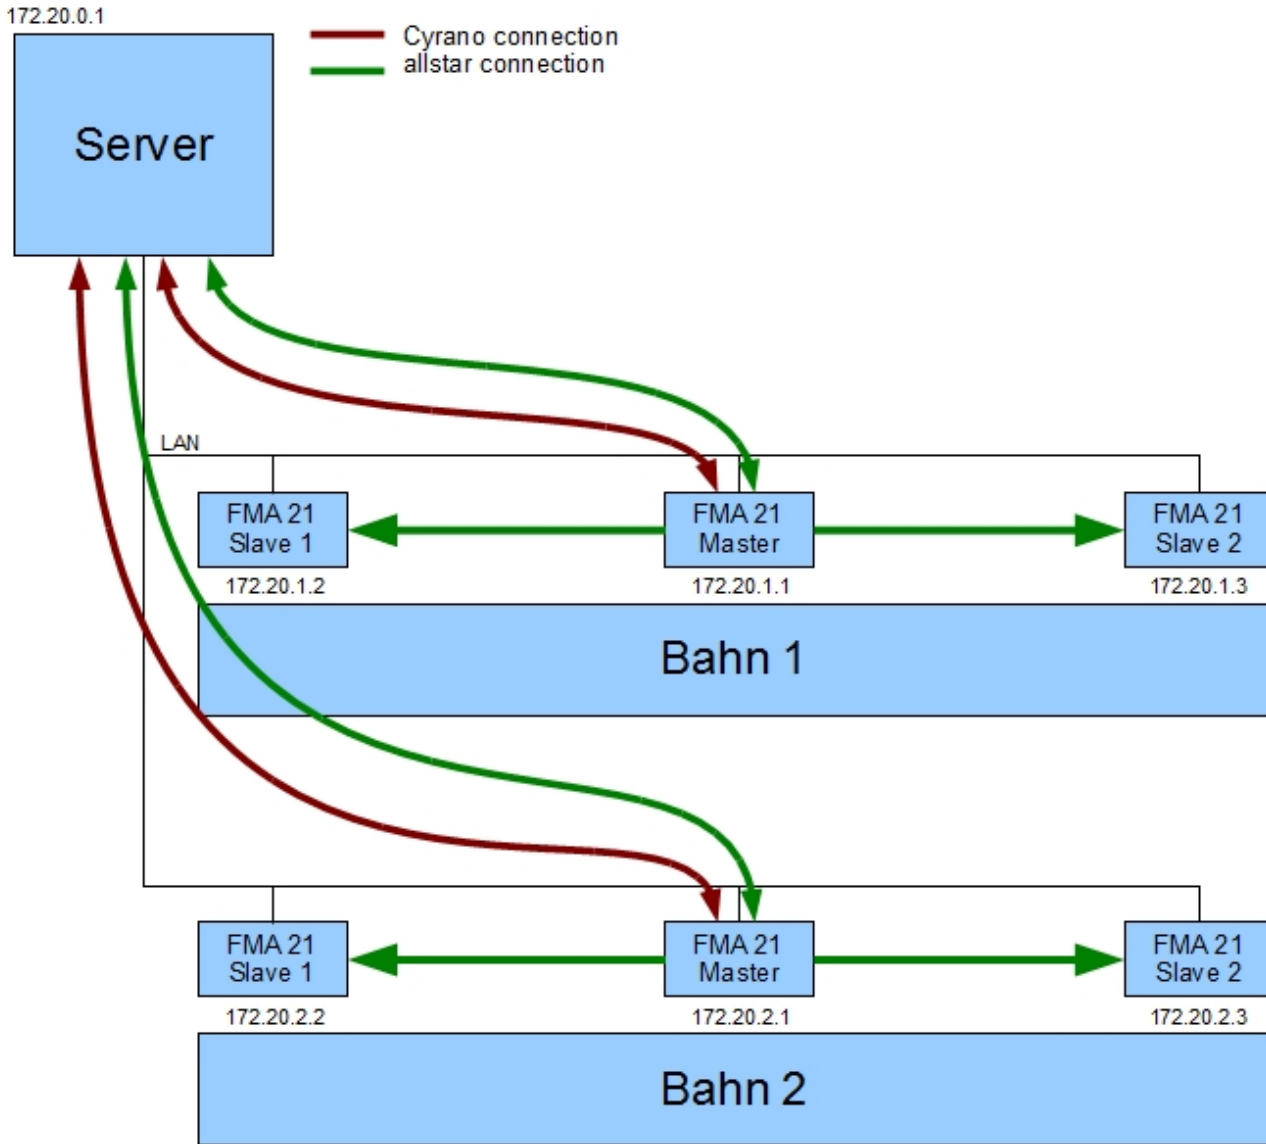 172.20.0.1
Cyrano connection
allstar connection
Server
LAN
FMA 21
Slave 1
FMA 21
Master
FMA 21
Slave 2
172.20.1.2
172.20.1.1
172.20.1.3
Bahn 1
FMA 21
Slave 1
FMA 21
Master
FMA 21
Slave 2
172.20.2.2
172.20.2.1
172.20.2.3
Bahn 2